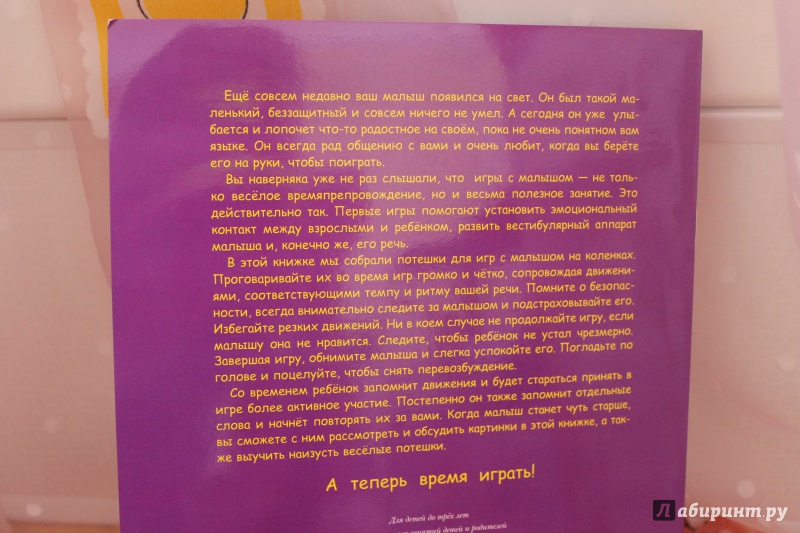 Ещё совсем недавно ваш малыш появился на свет. Он был такой ма-
ленький, беззащитный и совсем ничего не умел. А сегодня он уже улы-
бается и лопочет что-то радостное на своём, пока не очень понятном вам
языке. Он всегда рад общению с вами и очень любит, когда вы берёте
его на руки, чтобы поиграть.
Вы наверняка уже не раз слышали, что игры с малышом — не толь-
ко весёлое времяпрепровождение, но и весьма полезное занятие. Это
действительно так. Первые игры помогают установить эмоциональный
контакт между взрослыми и ребёнком, развить вестибулярный аппарат
малыша и, конечно же, его речь.
В этой книжке мы собрали потешки для игр с малышом на коленках.
Проговаривайте их во время игр громко и чётко, сопровождая движени-
ями, соответствующими темпу и ритму вашей речи. Помните о безопас-
ности, всегда внимательно следите за малышом и подстраховывайте его.
Избегайте резких движений. Ни в коем случае не продолжайте игру, если
малышу она не нравится. Следите, чтобы ребёнок не устал чрезмерно.
Завершая игру, обнимите малыша и слегка успокойте его. Погладьте по
голове и поцелуйте, чтобы снять перевозбуждение.
Со временем ребёнок запомнит движения и будет стараться принять в
игре более активное участие. Постепенно он также запомнит отдельные
слова и начнёт повторять их за вами. Когда малыш станет чуть старше,
вы сможете с ним рассмотреть и обсудить картинки в этой книжке, а так-
же выучить наизусть весёлые потешки.
А теперь время играть!
Для детей до трёх лет
занятий детей и родителей
Лабиринт.ру